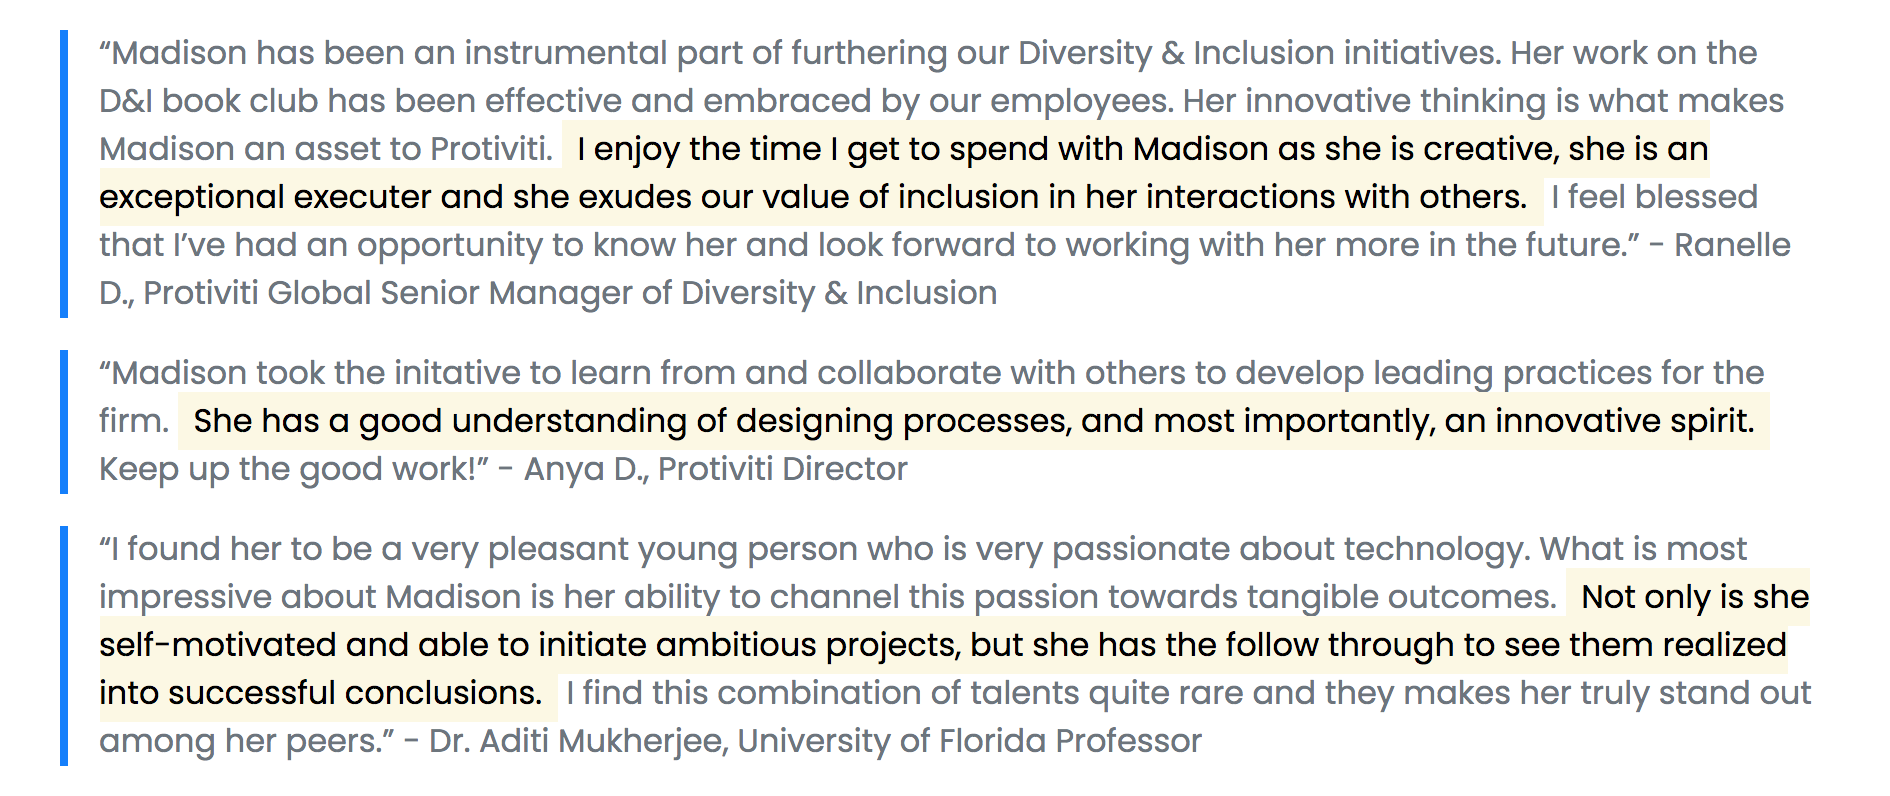 “Madison has been an instrumental part of furthering our Diversity & Inclusion initiatives. Her work on the
D&I book club has been effective and embraced by our employees. Her innovative thinking is what makes
Madison an asset to Protiviti. I enjoy the time I get to spend with Madison as she is creative, she is an
exceptional executer and she exudes our value of inclusion in her interactions with others. I feel blessed
that I’ve had an opportunity to know her and look forward to working with her more in the future.” - Ranelle
D., Protiviti Global Senior Manager of Diversity & Inclusion
“Madison took the initative to learn from and collaborate with others to develop leading practices for the
firm. She has a good understanding of designing processes, and most importantly, an innovative spirit.
Keep up the good work!” - Anya D., Protiviti Director
“I found her to be a very pleasant young person who is very passionate about technology. What is most
impressive about Madison is her ability to channel this passion towards tangible outcomes. Not only is she
self-motivated and able to initiate ambitious projects, but she has the follow through to see them realized
into successful conclusions. I find this combination of talents quite rare and they makes her truly stand out
among her peers.” - Dr. Aditi Mukherjee, University of Florida Professor